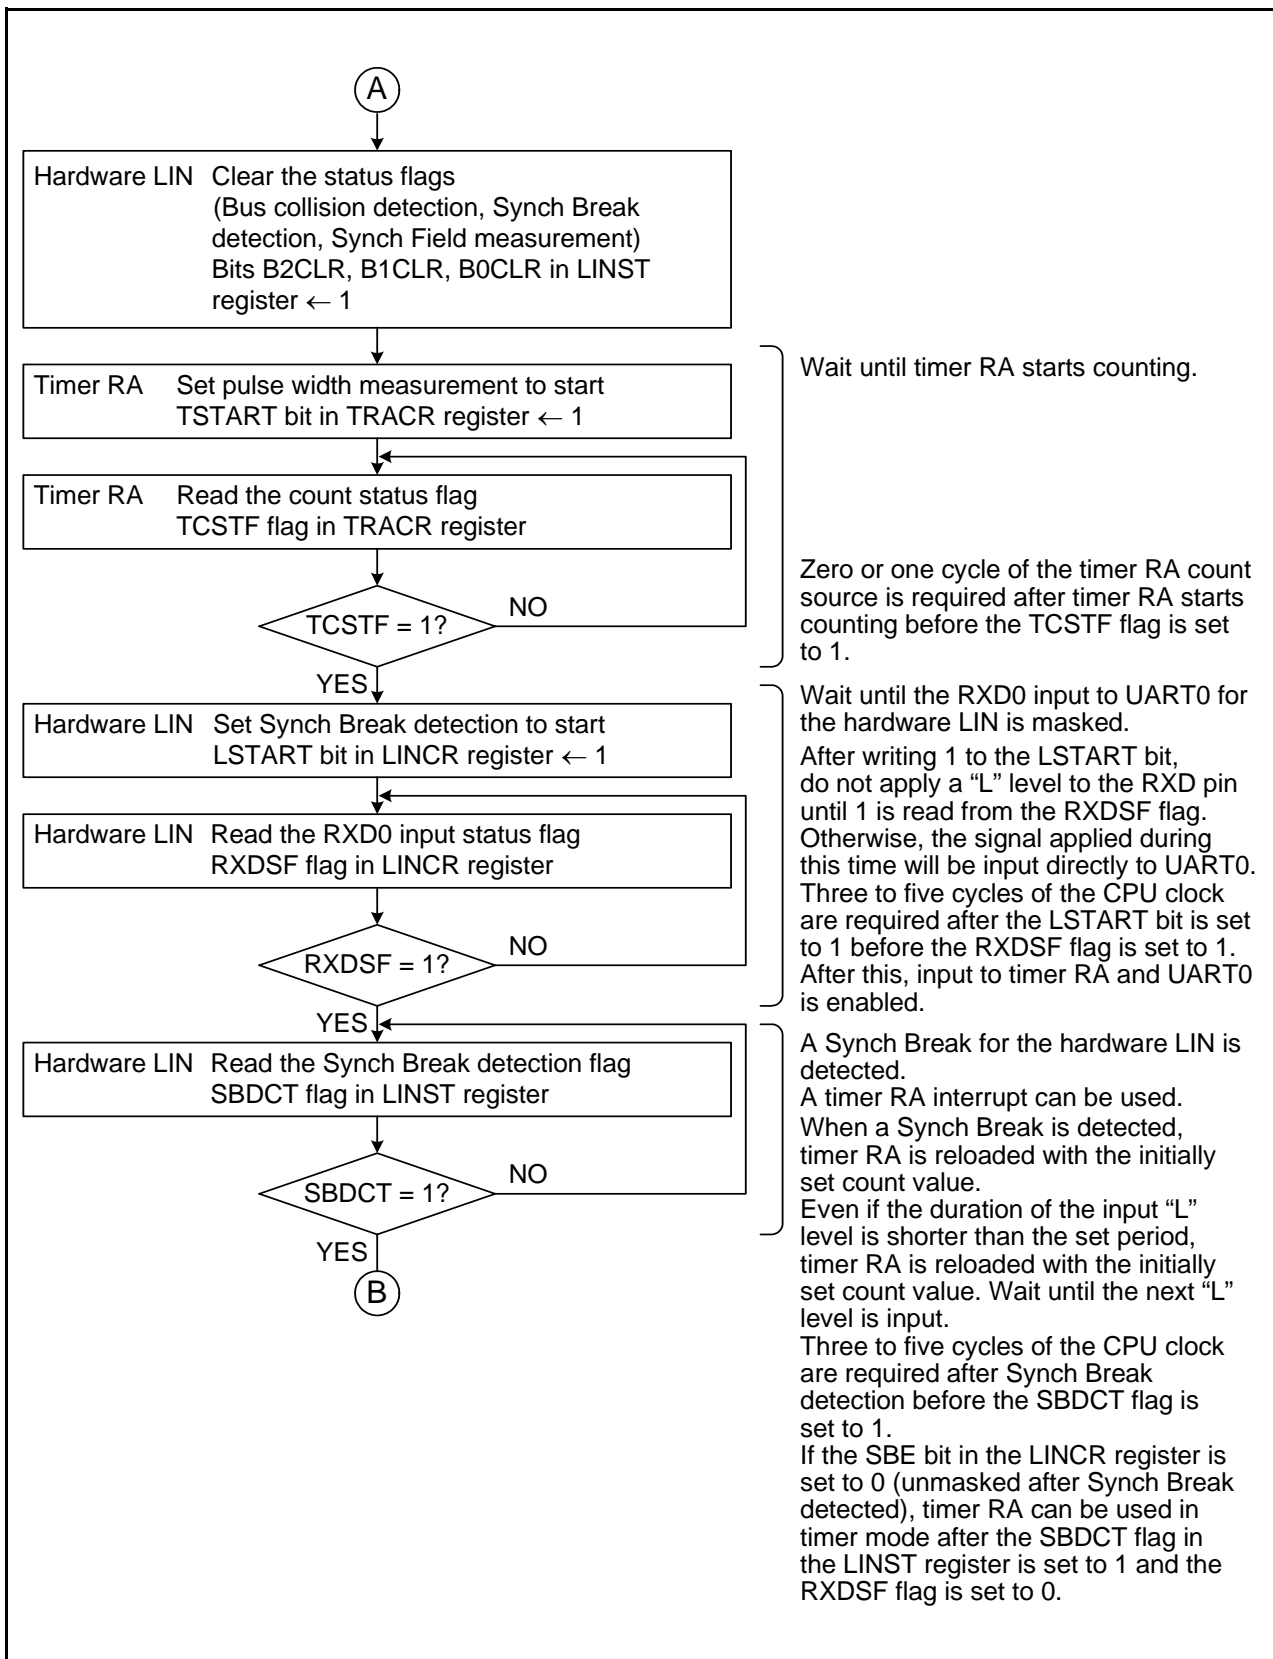 A
Hardware LIN Clear the status flags
(Bus collision detection, Synch Break
detection, Synch Field measurement)
Bits B2CLR, B1CLR, B0CLR in LINST
register ← 1
Timer RA Set pulse width measurement to start
TSTART bit in TRACR register ← 1
Wait until timer RA starts counting.
Timer RA Read the count status flag
TCSTF flag in TRACR register
TCSTF = 1?
NO
YES
Zero or one cycle of the timer RA count
source is required after timer RA starts
counting before the TCSTF flag is set
to 1.
Hardware LIN Set Synch Break detection to start
LSTART bit in LINCR register ← 1
Hardware LIN Read the RXD0 input status flag
RXDSF flag in LINCR register
RXDSF = 1?
NO
YES
Wait until the RXD0 input to UART0 for
the hardware LIN is masked.
After writing 1 to the LSTART bit,
do not apply a “L” level to the RXD pin
until 1 is read from the RXDSF flag.
Otherwise, the signal applied during
this time will be input directly to UART0.
Three to five cycles of the CPU clock
are required after the LSTART bit is set
to 1 before the RXDSF flag is set to 1.
After this, input to timer RA and UART0
is enabled.
Hardware LIN Read the Synch Break detection flag
SBDCT flag in LINST register
SBDCT = 1?
NO
YES
B
A Synch Break for the hardware LIN is
detected.
A timer RA interrupt can be used.
When a Synch Break is detected,
timer RA is reloaded with the initially
set count value.
Even if the duration of the input “L”
level is shorter than the set period,
timer RA is reloaded with the initially
set count value. Wait until the next “L”
level is input.
Three to five cycles of the CPU clock
are required after Synch Break
detection before the SBDCT flag is
set to 1.
If the SBE bit in the LINCR register is
set to 0 (unmasked after Synch Break
detected), timer RA can be used in
timer mode after the SBDCT flag in
the LINST register is set to 1 and the
RXDSF flag is set to 0.